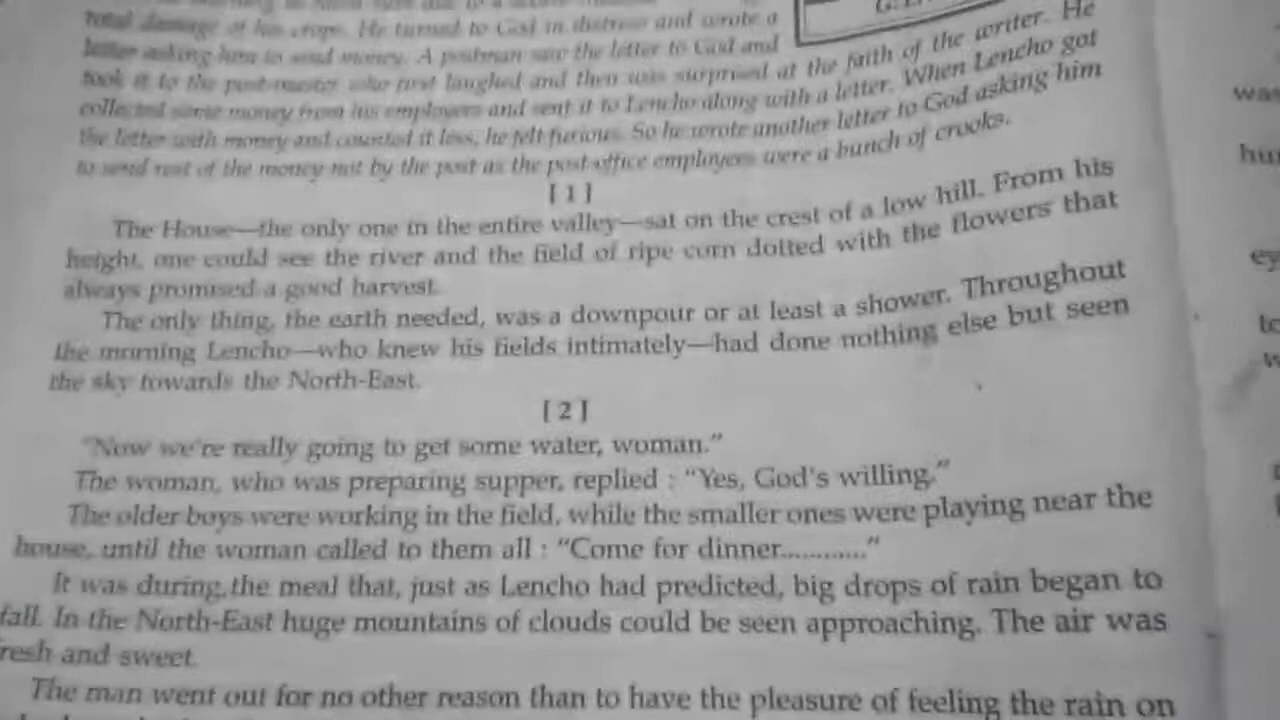 G.
total damage of his crops. He turned to God in distress and wrote a
letter asking him to send money. A postman saw the letter to God and
took it to the post-master who first laughed and then was surprised at the faith of the writer. He
collected some money from his employees and sent it to Lencho along with a letter. When Lencho got
the letter with money and counted it less, he felt furious. So he wrote another letter to God asking him
to send rest of the money not by the post as the post-office employees were a bunch of crooks.
[ 1 ]
The House—the only one in the entire valley—sat on the crest of a low hill. From his
height, one could see the river and the field of ripe corn dotted with the flowers that
always promised a good harvest.
The only thing, the earth needed, was a downpour or at least a shower. Throughout
the morning Lencho—who knew his fields intimately—had done nothing else but seen
the sky towards the North-East.
[ 2 ]
"Now we're really going to get some water, woman."
The woman, who was preparing supper, replied : "Yes, God's willing."
The older boys were working in the field, while the smaller ones were playing near the
house, until the woman called to them all : "Come for dinner............"
It was during the meal that, just as Lencho had predicted, big drops of rain began to
fall. In the North-East huge mountains of clouds could be seen approaching. The air was
resh and sweet.
The man went out for no other reason than to have the pleasure of feeling the rain on
was
hu
ey
to
w